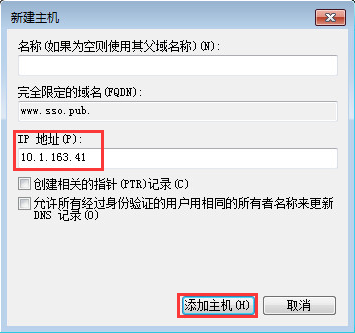 新建主机
名称(如果为空则使用其父域名称)(N):
完全限定的域名(FQDN):
www.sso.pub.
IP 地址(P):
10.1.163.41
创建相关的指针(PTR)记录(C)
允许所有经过身份验证的用户用相同的所有者名称来更新
DNS 记录(O)
添加主机(H) 取消